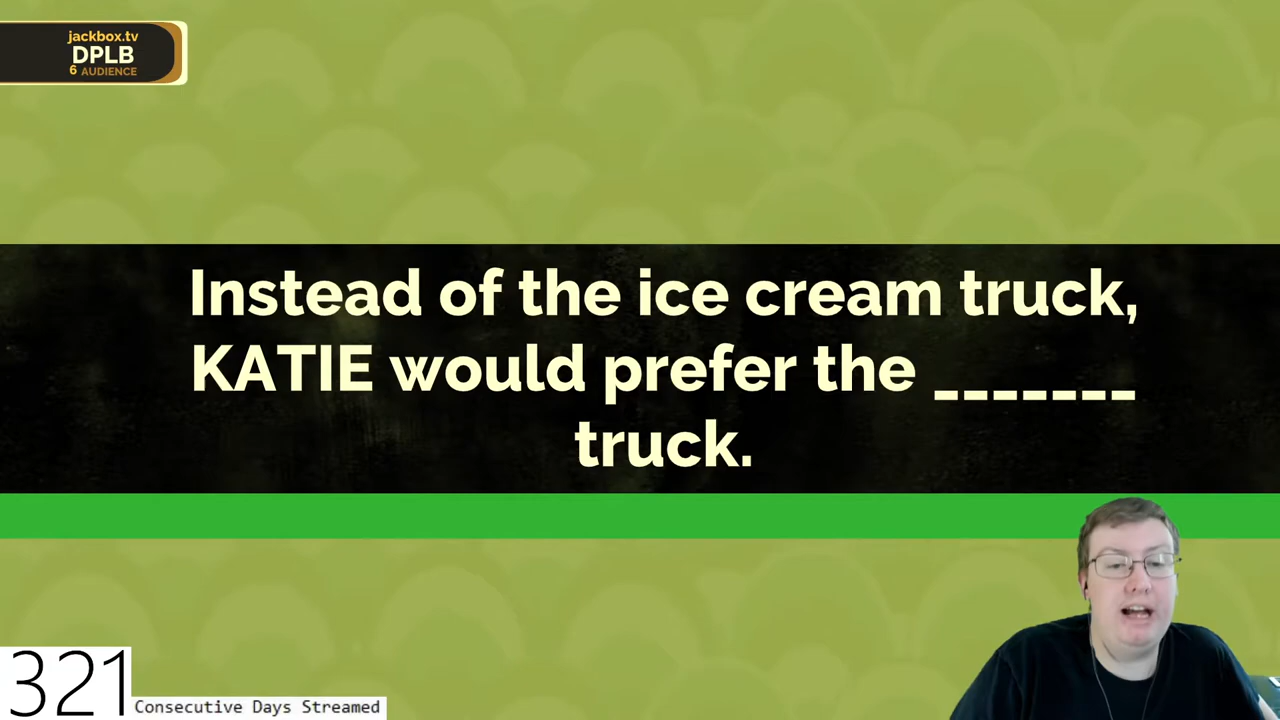 jackbox.tv
DPLB
6 AUDIENCE
Instead of the ice cream truck,
KATIE would prefer the _______
truck.
321 Consecutive Days Streamed